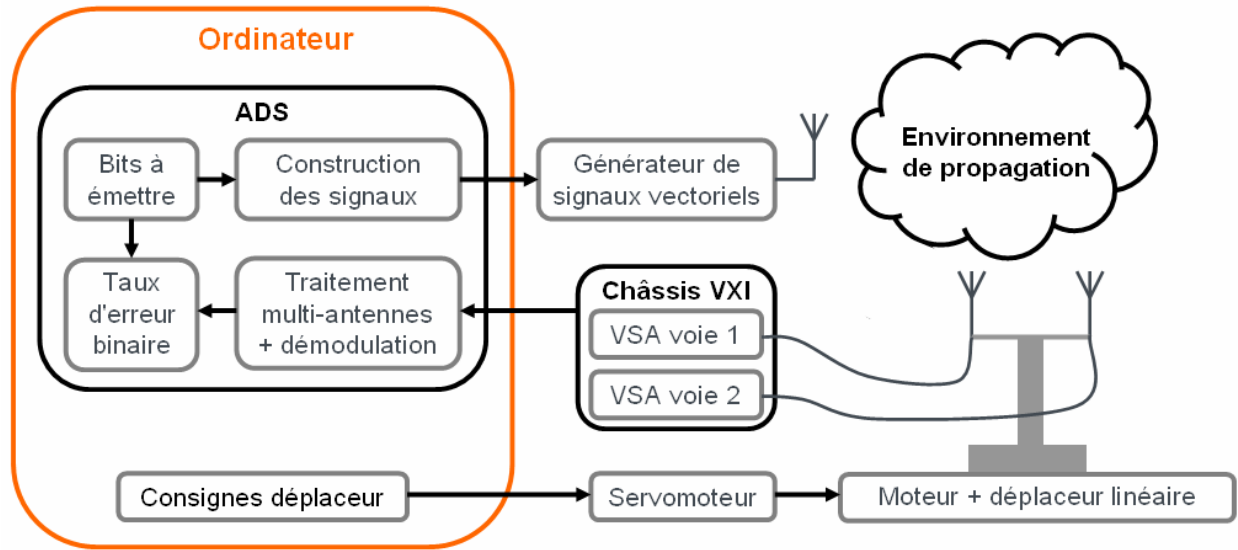 Ordinateur
ADS
Bits à
émettre
Construction
des signaux
Générateur de
signaux vectoriels
Environnement
de propagation
Taux
d'erreur
binaire
Traitement
multi-antennes
+ démodulation
Châssis VXI
VSA voie 1
VSA voie 2
Consignes déplaceur
Servomoteur
Moteur + déplaceur linéaire